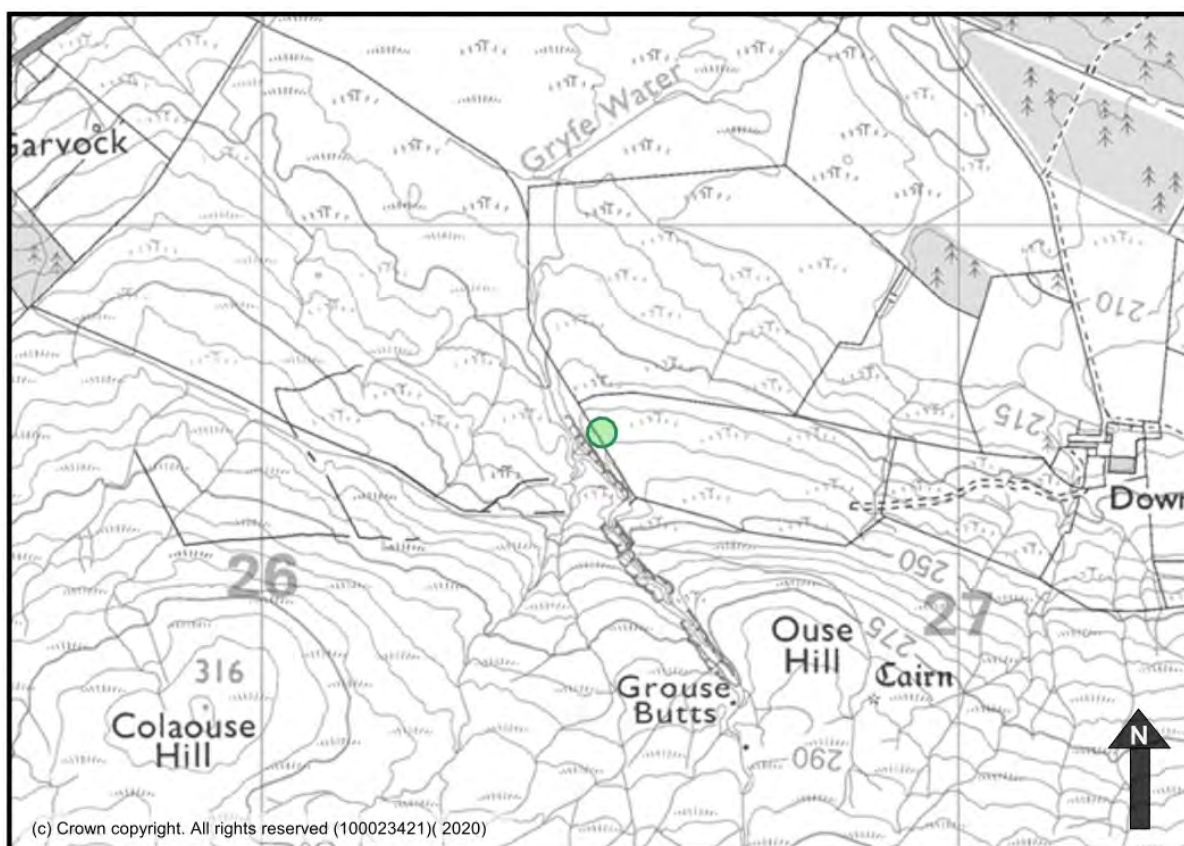 Garvock
Gryfe Water
210
215
Down
250
26
27
Ouse
Hill
275
316
Cairn
Grouse
Butts
Colaouse
Hill
290
N
(c) Crown copyright. All rights reserved (100023421)( 2020)